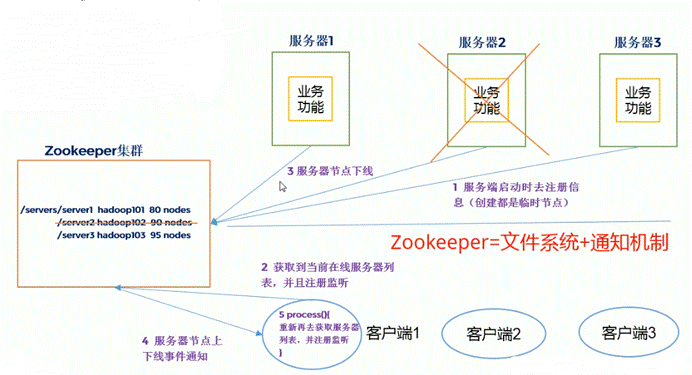 服务器1
服务器2
服务器3
业务
功能
业务
功能
业务
功能
Zookeeper集群
3 服务器节点下线
/servers/server1 hadoop101 80 nodes
/server2 hadoop102 90 nodes
/server3 hadoop103 95 nodes
1 服务端启动时去注册信
息（创建都是临时节点）
Zookeeper=文件系统+通知机制
2 获取到当前在线服务器列
表，并且注册监听
4 服务器节点上
下线事件通知
5 process(){
重新再去获取服务器
列表，并注册监听
}
客户端1
客户端2
客户端3